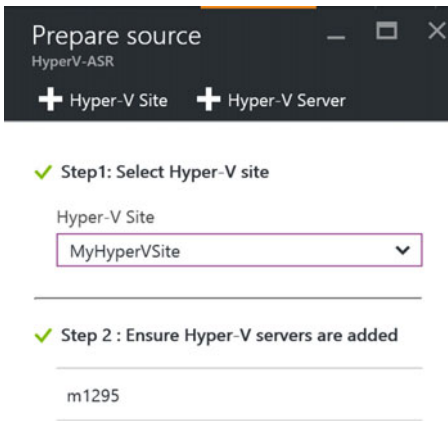 Prepare source
HyperV-ASR
Hyper-V Site Hyper-V Server
Step1: Select Hyper-V site
Hyper-V Site
MyHyperVSite
Step 2 : Ensure Hyper-V servers are added
m1295